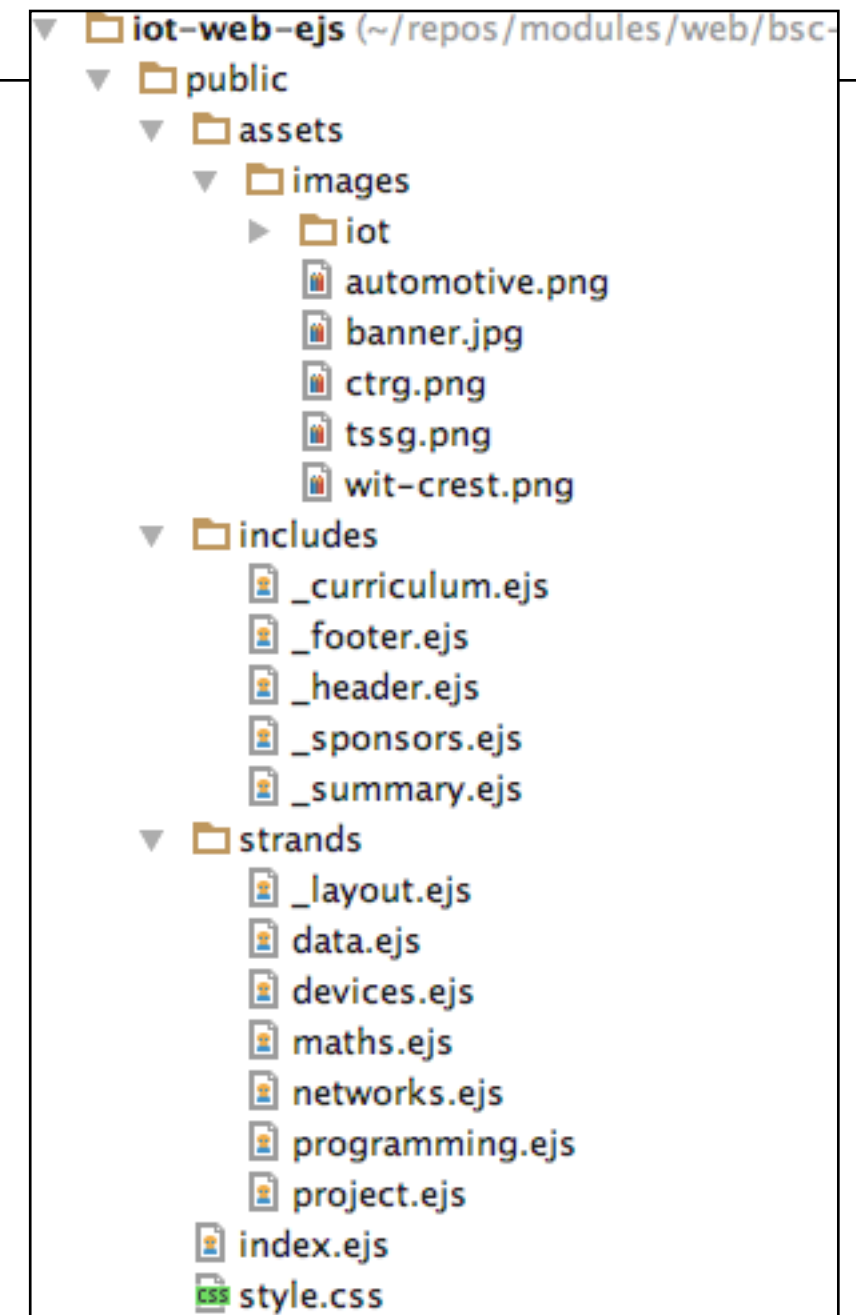 iot-web-ejs (~/repos/modules/web/bsc-
public
assets
images
iot
automotive.png
banner.jpg
ctrg.png
tssg.png
wit-crest.png
includes
_curriculum.ejs
_footer.ejs
_header.ejs
_sponsors.ejs
_summary.ejs
strands
_layout.ejs
data.ejs
devices.ejs
maths.ejs
networks.ejs
programming.ejs
project.ejs
index.ejs
css style.css